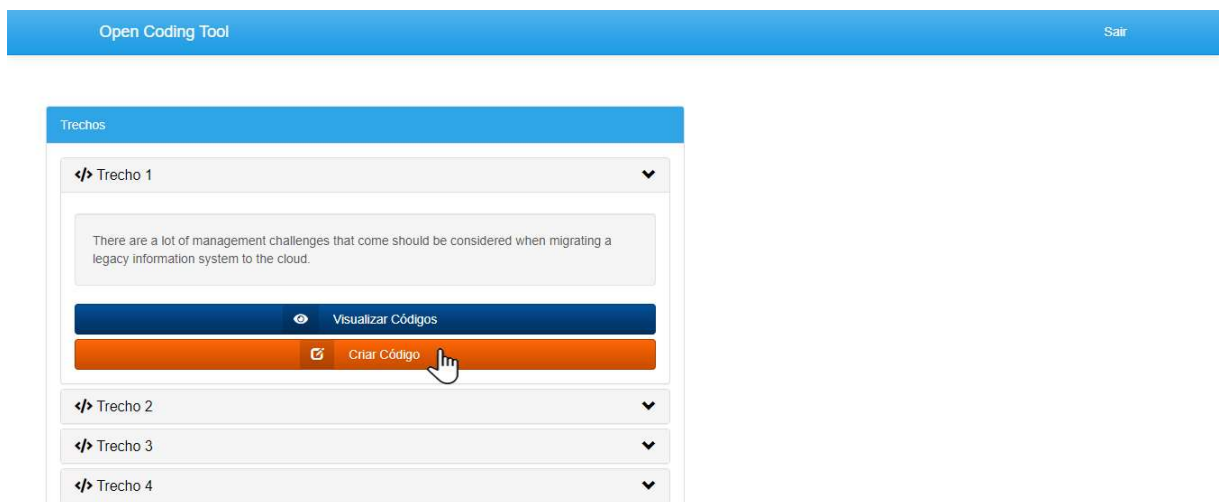 Open Coding Tool
Sair
Trechos
</> Trecho 1
There are a lot of management challenges that come should be considered when migrating a
legacy information system to the cloud.
Visualizar Códigos
Criar Código
</> Trecho 2
</> Trecho 3
</> Trecho 4